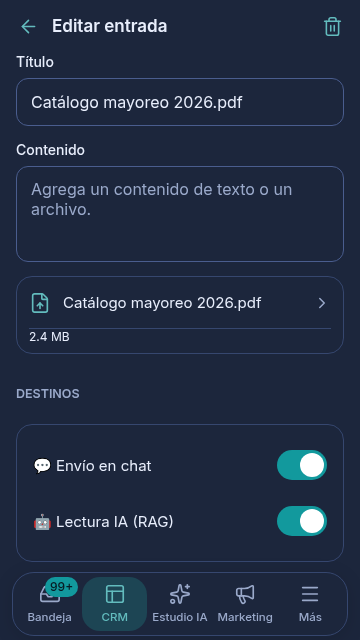 Editar entrada
Título
Catálogo mayoreo 2026.pdf
Contenido
Agrega un contenido de texto o un
archivo.
Catálogo mayoreo 2026.pdf
2.4 MB
DESTINOS
💬 Envío en chat
🤖 Lectura IA (RAG)
99+
Bandeja
CRM
Estudio IA
Marketing
Más